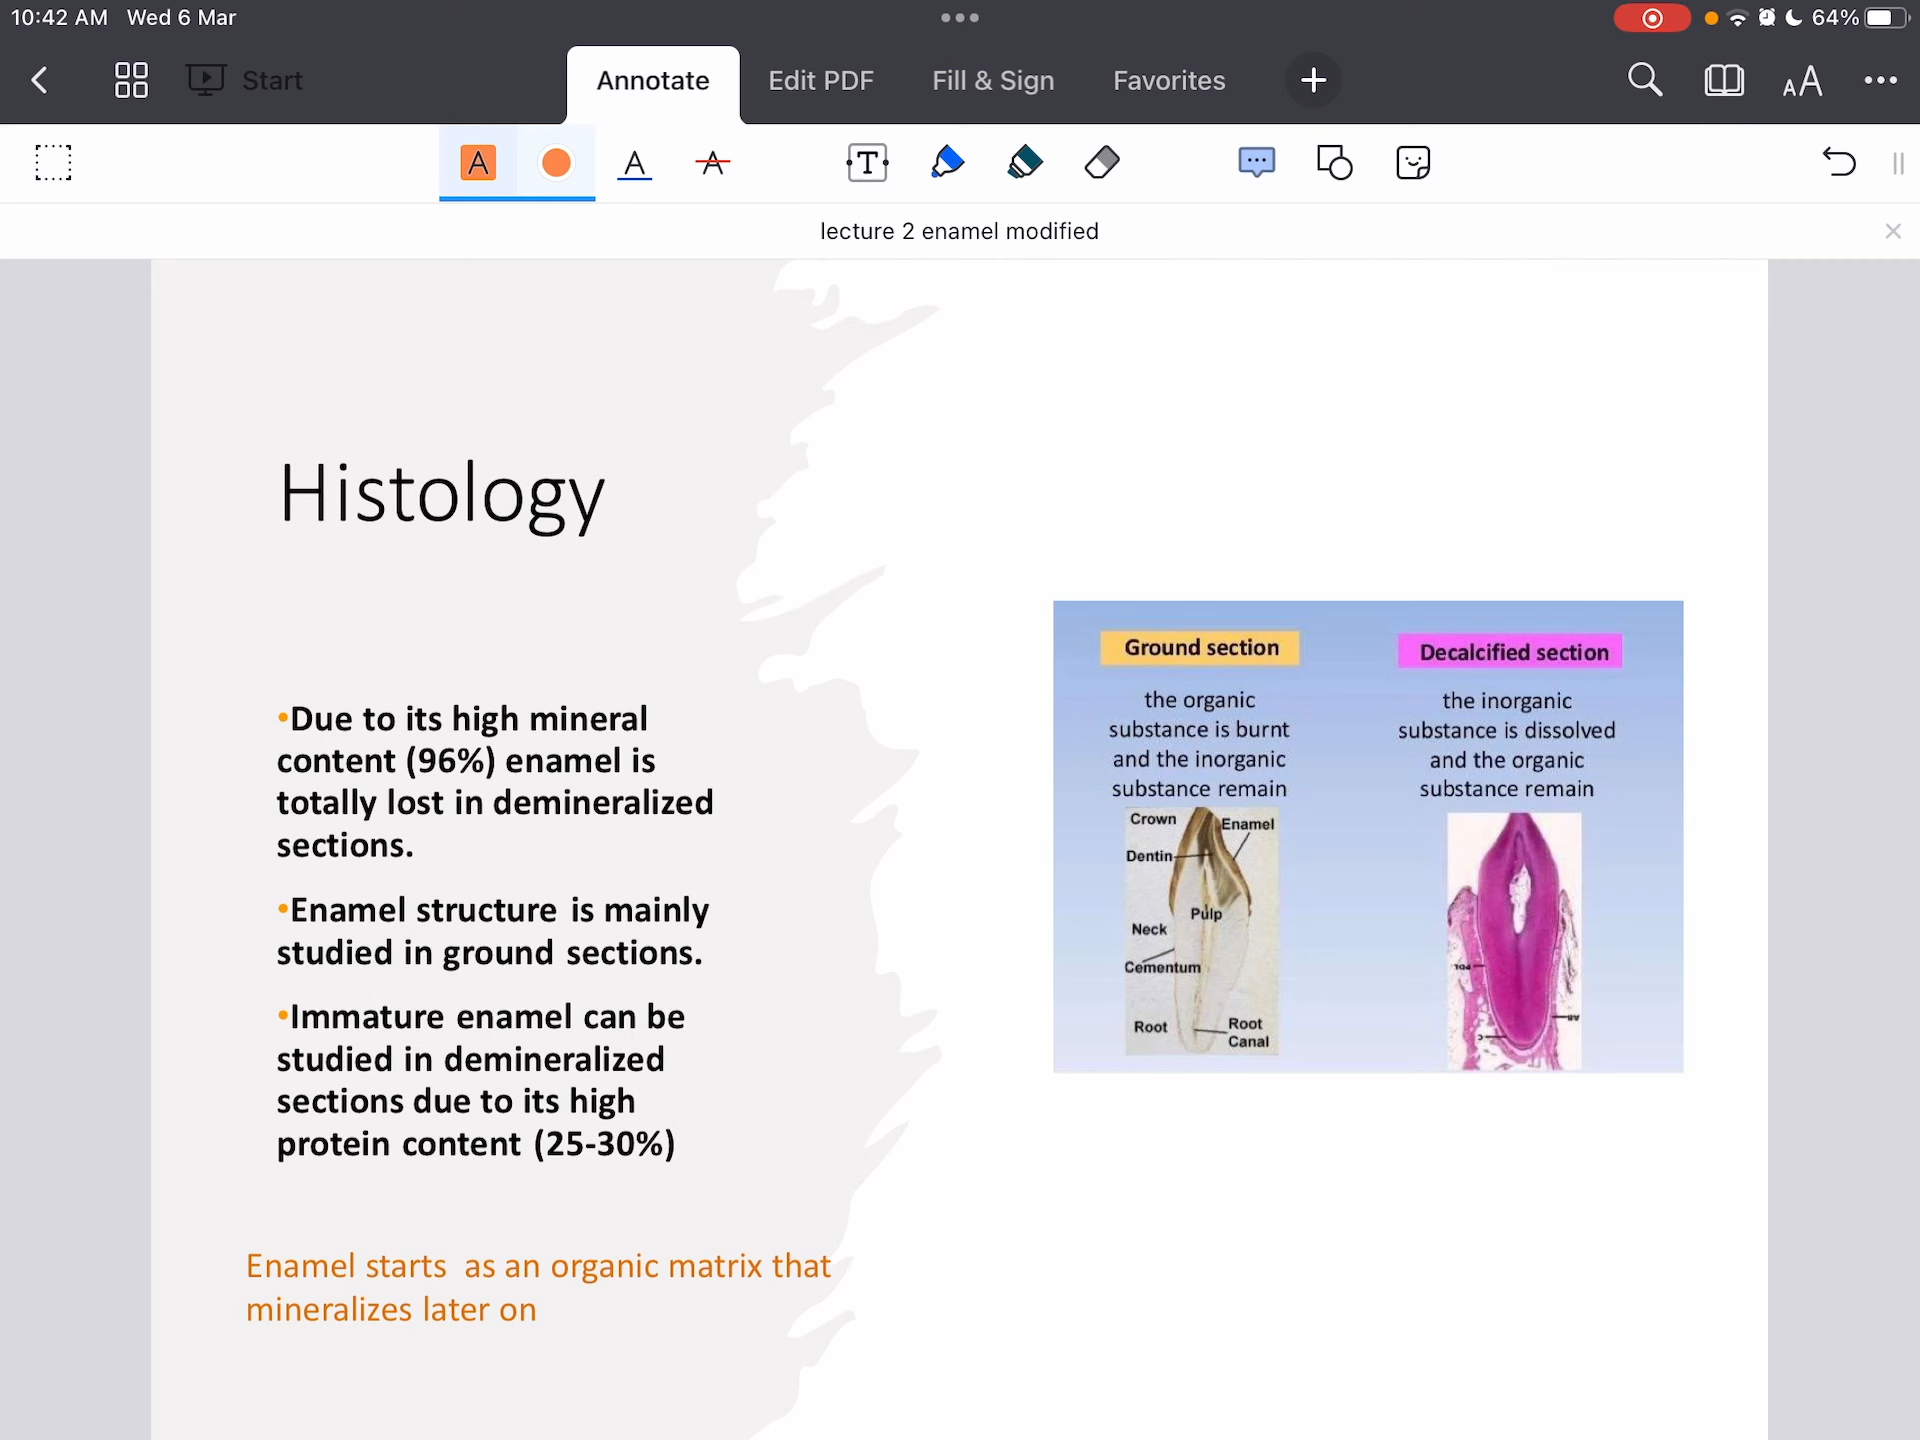 10:42 AM Wed 6 Mar
64%
Start
Annotate
Edit PDF
Fill & Sign
Favorites
lecture 2 enamel modified
Histology
•Due to its high mineral
content (96%) enamel is
totally lost in demineralized
sections.
•Enamel structure is mainly
studied in ground sections.
•Immature enamel can be
studied in demineralized
sections due to its high
protein content (25-30%)
Enamel starts as an organic matrix that
mineralizes later on
Ground section
the organic
substance is burnt
and the inorganic
substance remain
Crown
Enamel
Dentin
Pulp
Neck
Cementum
Root
Root
Canal
Decalcified section
the inorganic
substance is dissolved
and the organic
substance remain